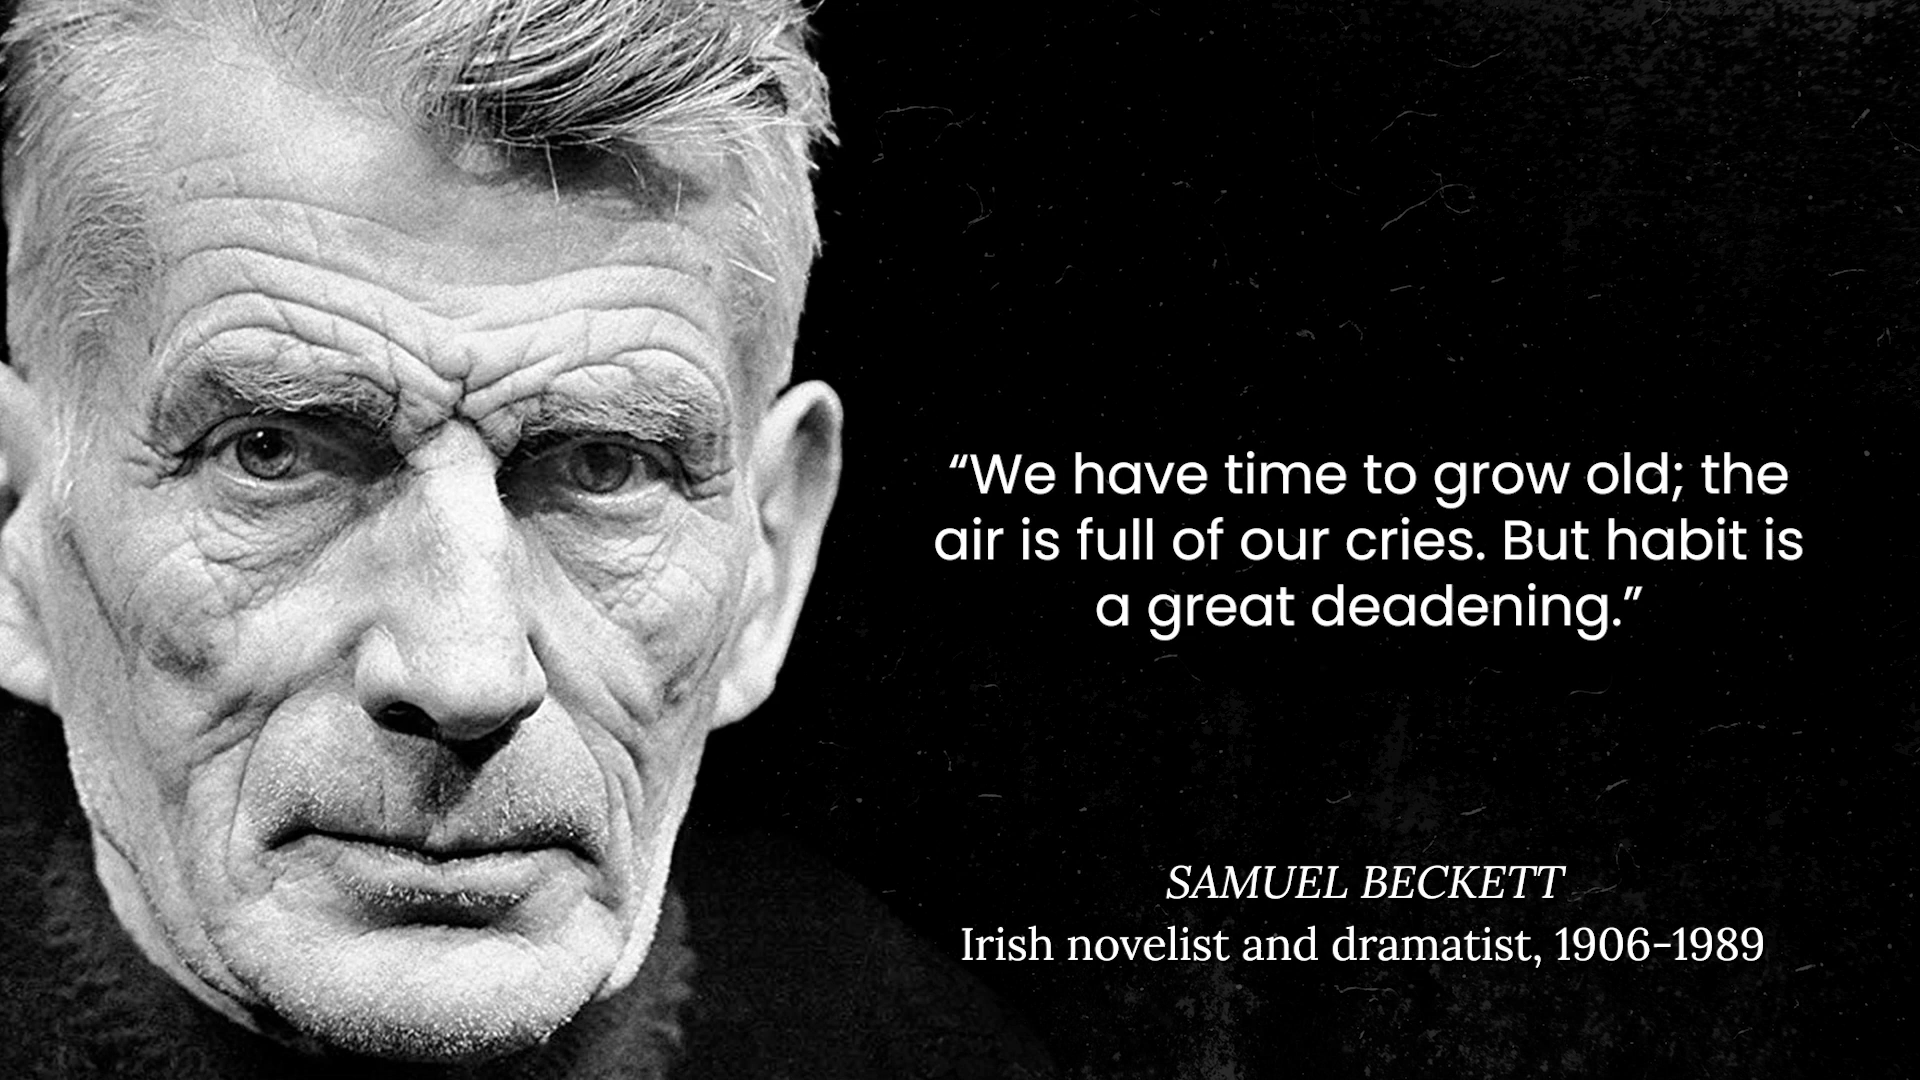 “We have time to grow old; the
air is full of our cries. But habit is
a great deadening.”
SAMUEL BECKETT
Irish novelist and dramatist, 1906-1989